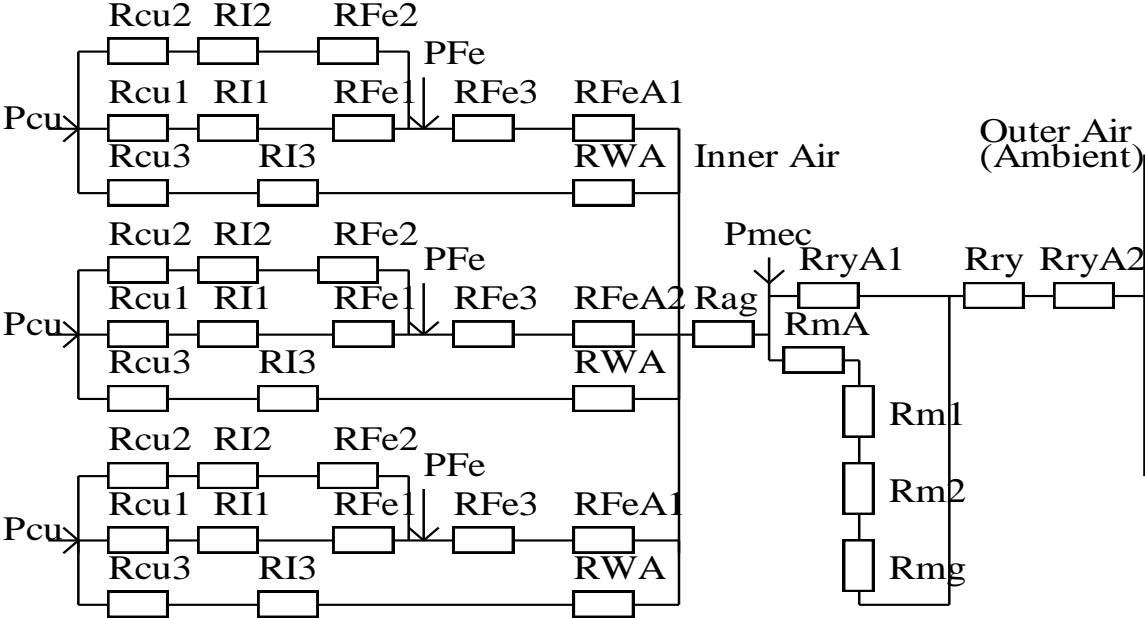 Rcu2 RI2 RFe2
PFe
Rcu1 RI1 RFe1 RFe3 RFeA1
Pcu
Rcu3 RI3 RWA Inner Air
Outer Air
(Ambient)
Rcu2 RI2 RFe2
PFe Pmec
RryA1 Rry RryA2
Rcu1 RI1 RFe1 RFe3 RFeA2 Rag
Pcu RmA
Rcu3 RI3 RWA
Rm1
Rcu2 RI2 RFe2
PFe
Rm2
Rcu1 RI1 RFe1 RFe3 RFeA1
Pcu
Rcu3 RI3 RWA Rmg